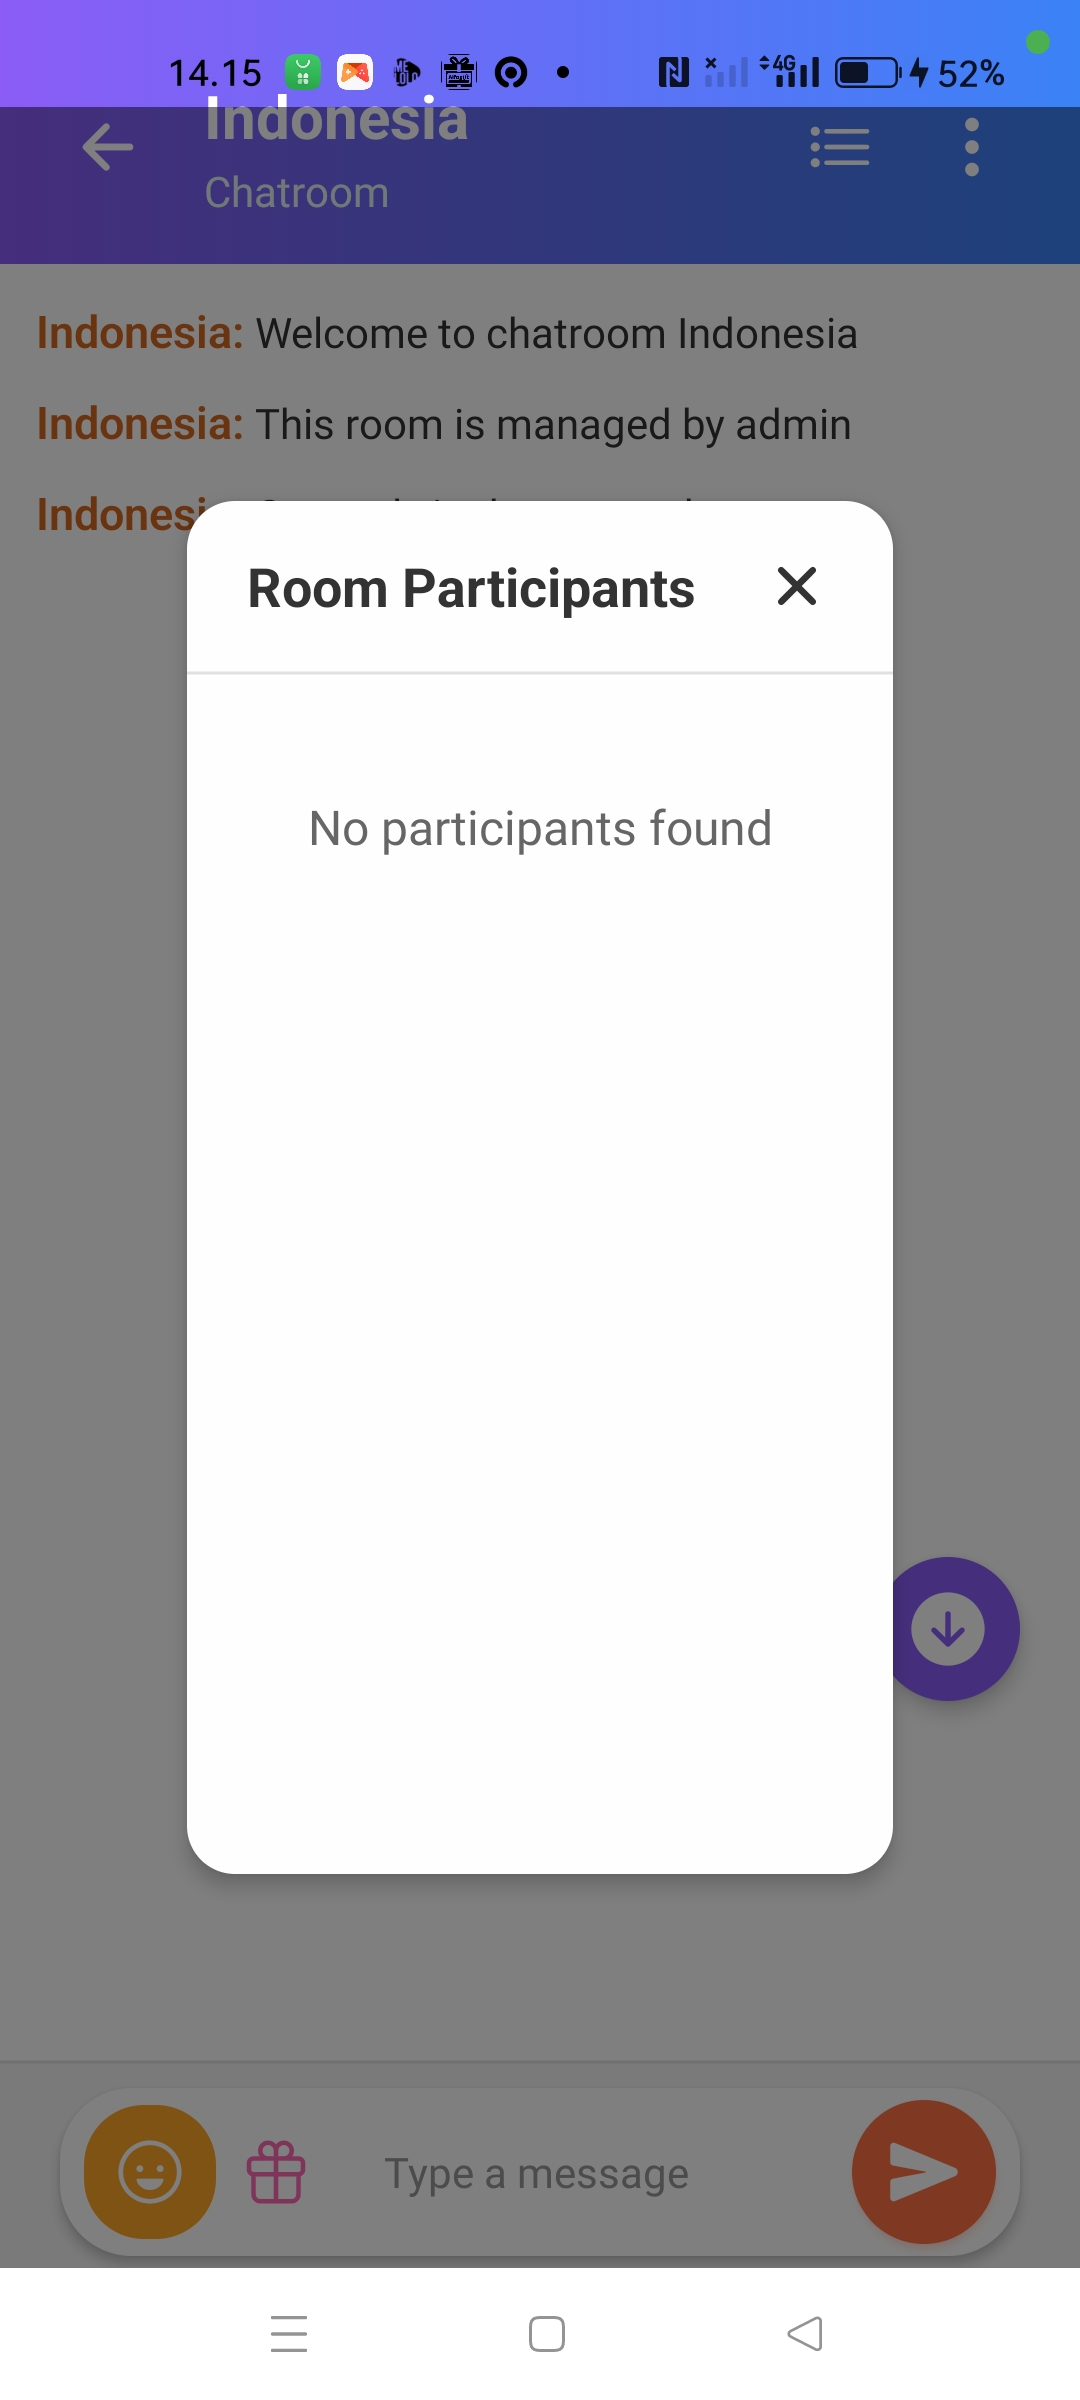 14.15
4G
52%
Indonesia
Chatroom
Indonesia: Welcome to chatroom Indonesia
Indonesia: This room is managed by admin
Indonesi
Room Participants
No participants found
Type a message